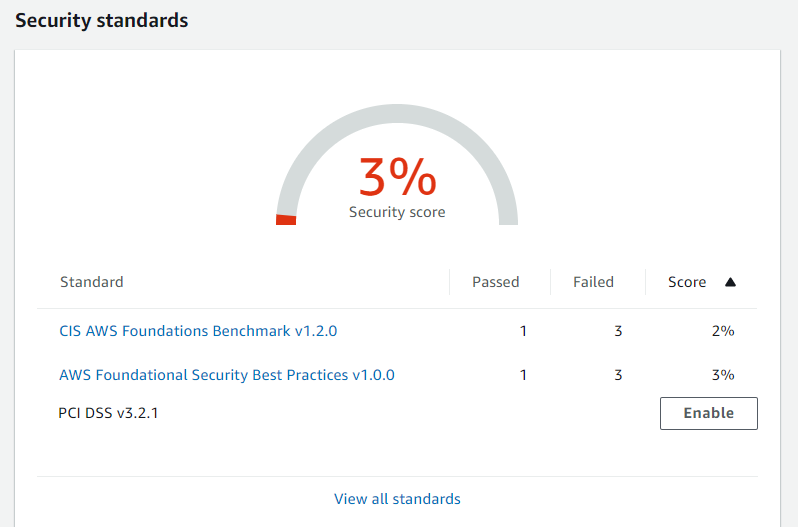 Security standards
3%
Security score
Standard Passed Failed Score ▲
CIS AWS Foundations Benchmark v1.2.0 1 3 2%
AWS Foundational Security Best Practices v1.0.0 1 3 3%
PCI DSS v3.2.1 Enable
View all standards